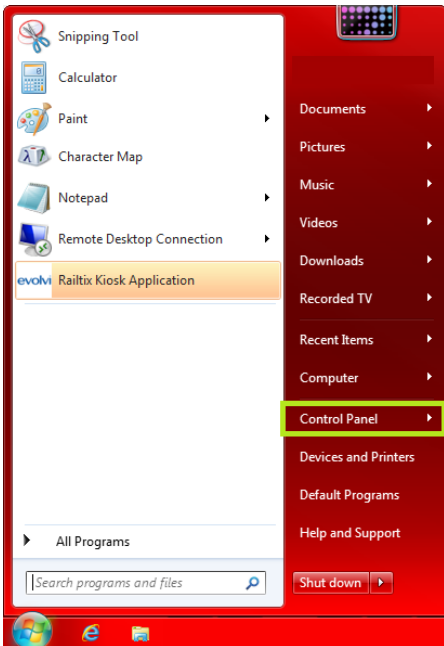 Snipping Tool
Calculator
Paint
Character Map
Notepad
Remote Desktop Connection
evolvi Railtix Kiosk Application
All Programs
Search programs and files
Documents
Pictures
Music
Videos
Downloads
Recorded TV
Recent Items
Computer
Control Panel
Devices and Printers
Default Programs
Help and Support
Shut down